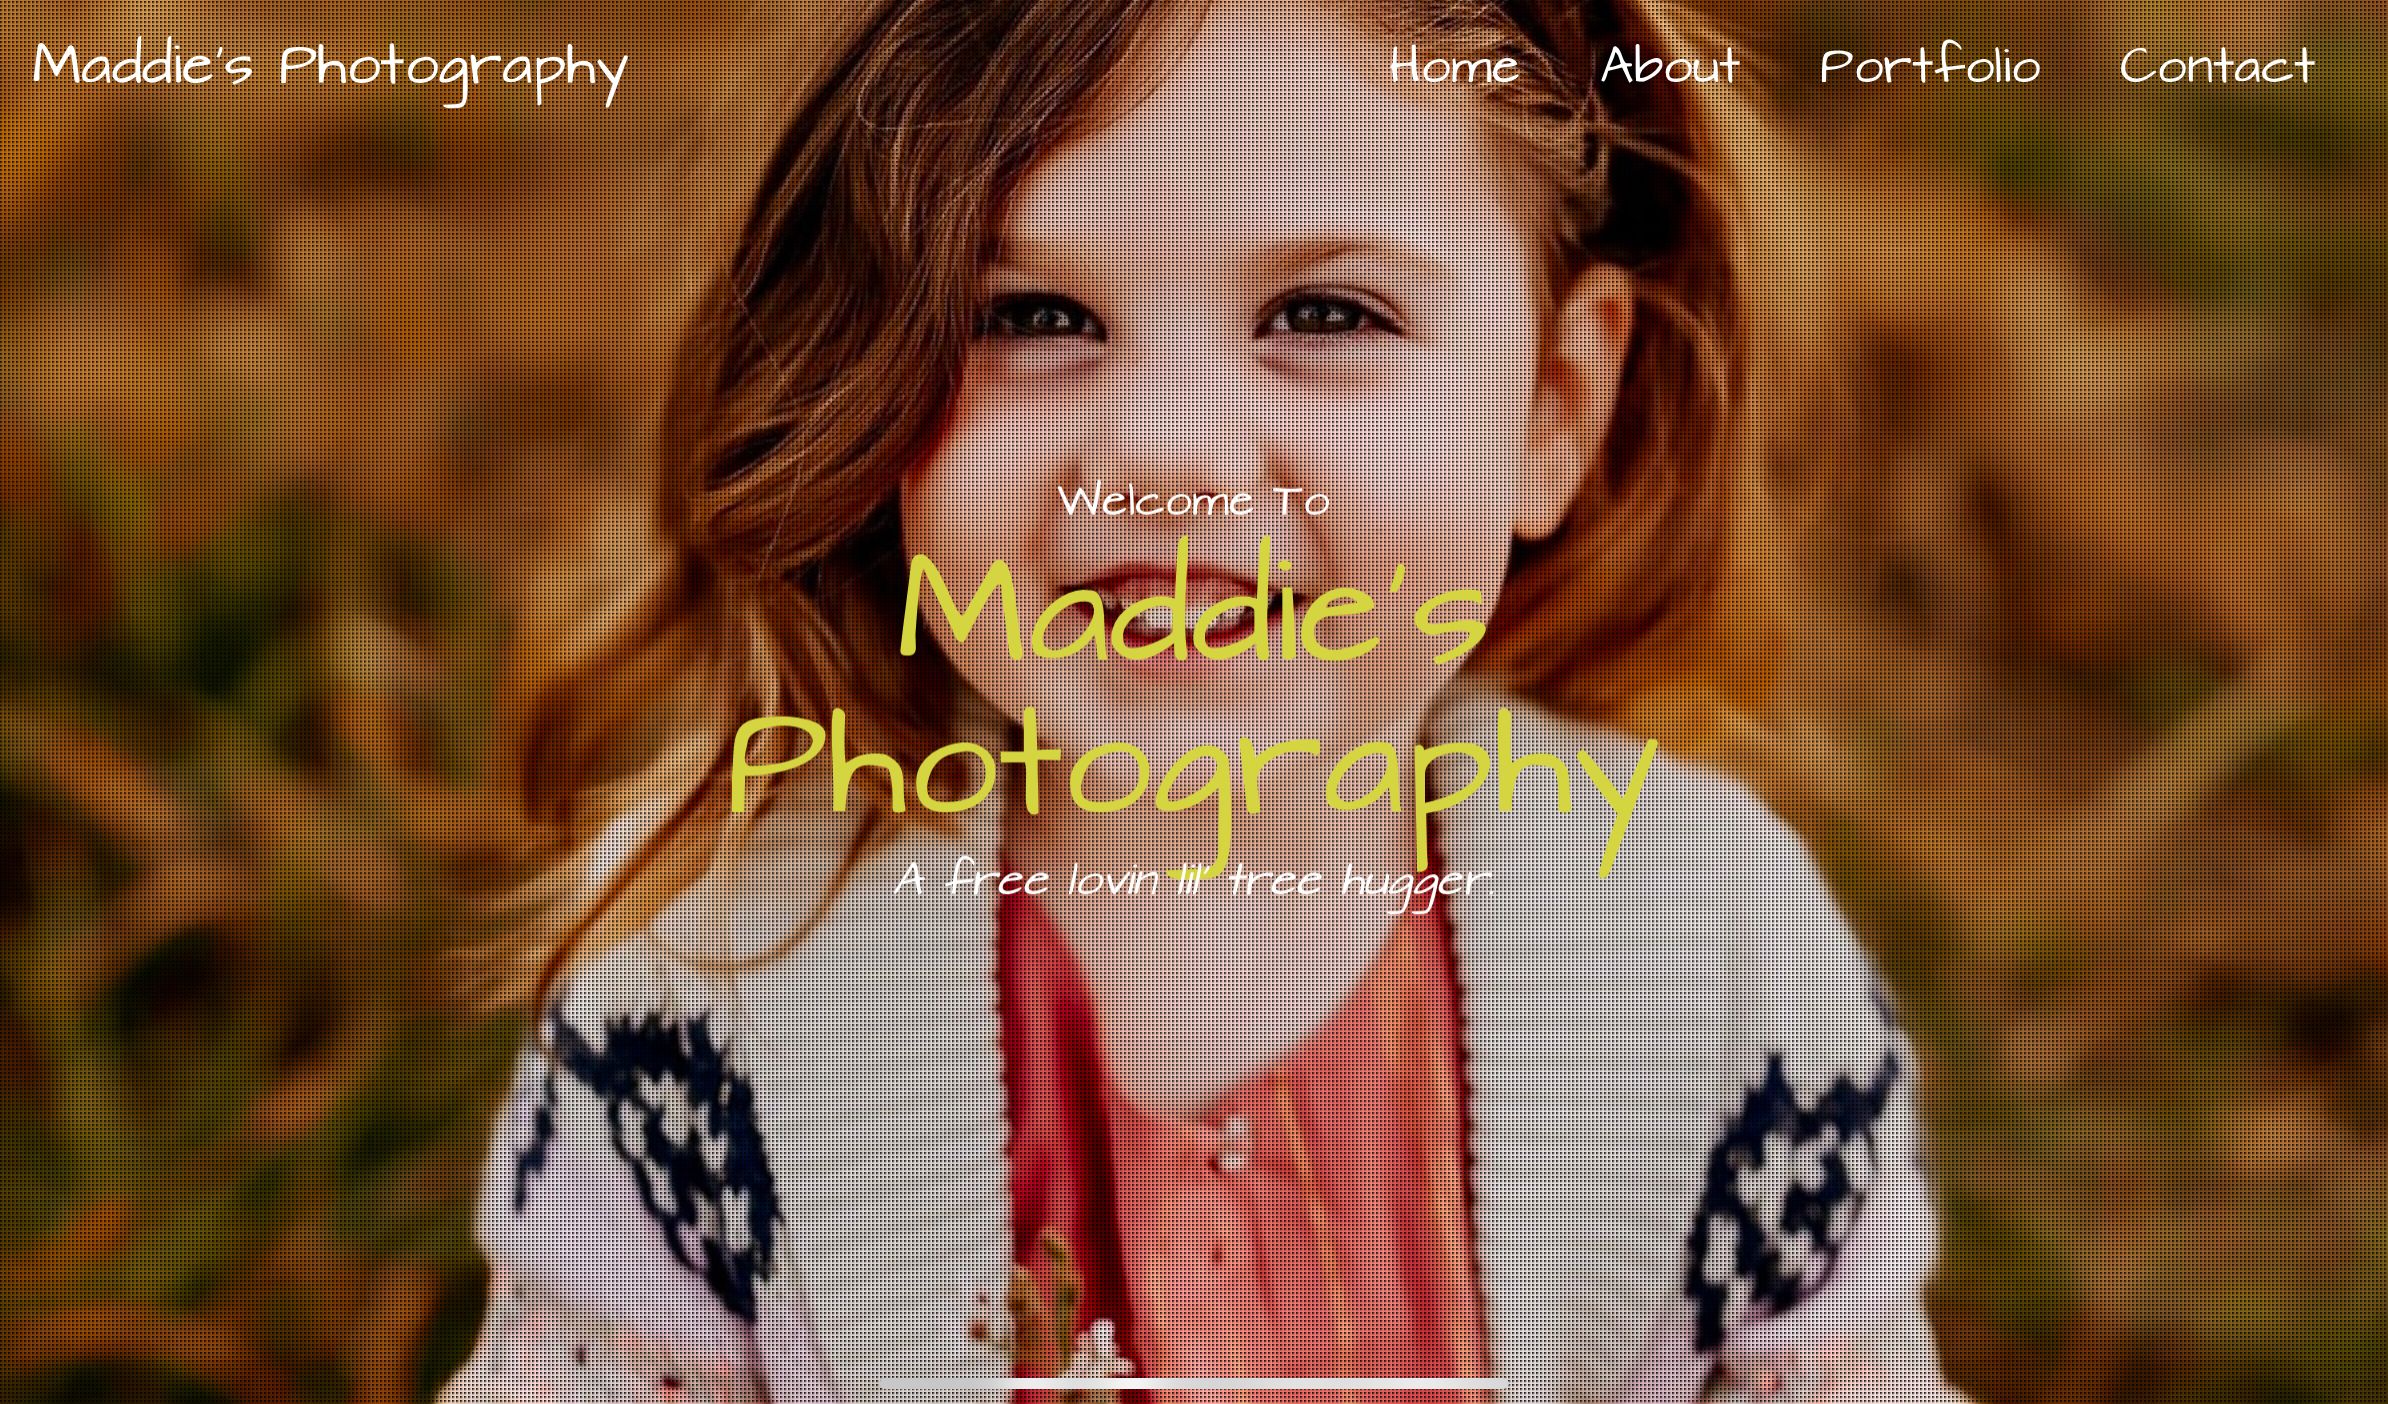 Maddie's Photography
Home About Portfolio Contact
Welcome To
Maddie's
Photography
A free lovin lil' tree hugger.